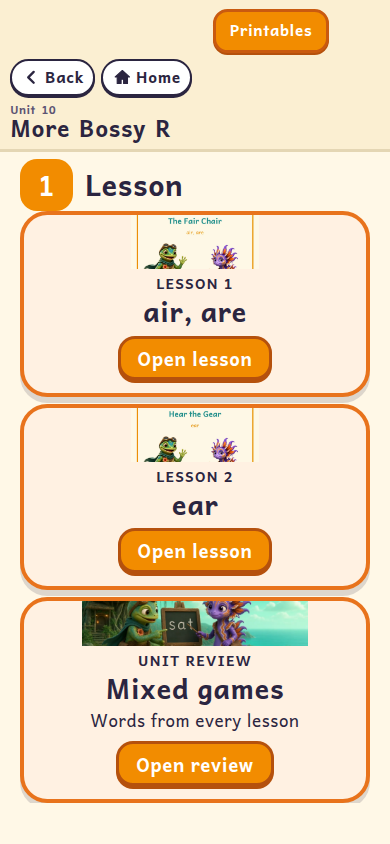 Printables
Back
Home
Unit 10
More Bossy R
1
Lesson
The Fair Chair
air, are
LESSON 1
air, are
Open lesson
Hear the Gear
ear
LESSON 2
ear
Open lesson
sat
UNIT REVIEW
Mixed games
Words from every lesson
Open review